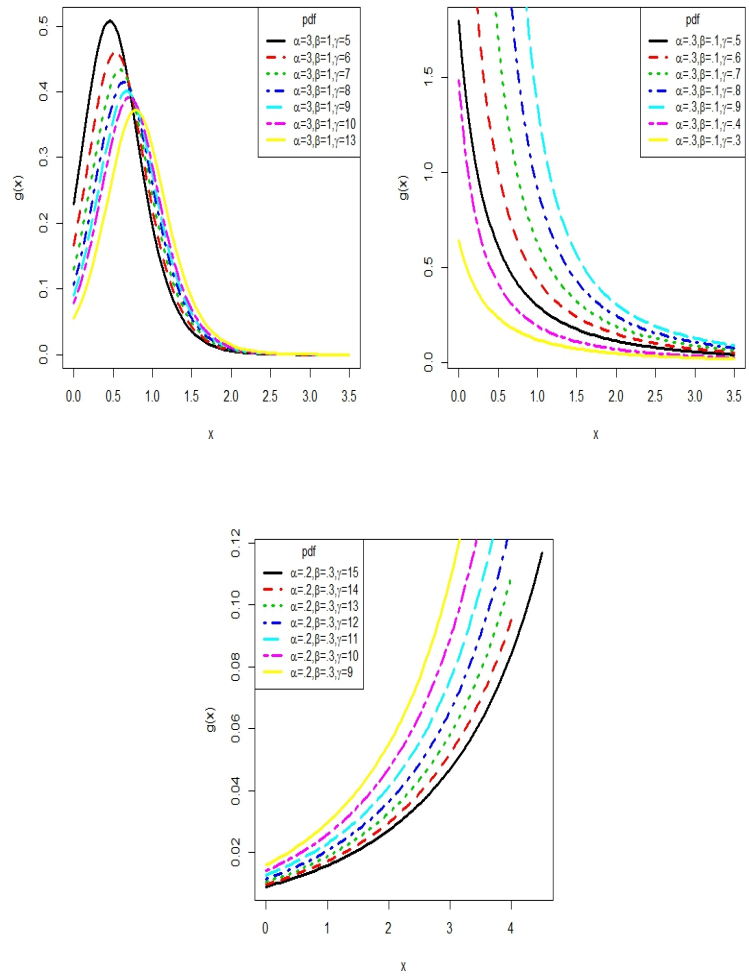 pdf
α=3,β=1,γ=5
α=3,β=1,γ=6
α=3,β=1,γ=7
α=3,β=1,γ=8
α=3,β=1,γ=9
α=3,β=1,γ=10
α=3,β=1,γ=13
g(x)
0.5
0.4
0.3
0.2
0.1
0.0
0.0 0.5 1.0 1.5 2.0 2.5 3.0 3.5
x
pdf
α=.3,β=.1,γ=.5
α=.3,β=.1,γ=.6
α=.3,β=.1,γ=.7
α=.3,β=.1,γ=.8
α=.3,β=.1,γ=.9
α=.3,β=.1,γ=.4
α=.3,β=.1,γ=.3
g(x)
1.5
1.0
0.5
0.0
0.0 0.5 1.0 1.5 2.0 2.5 3.0 3.5
x
pdf
α=.2,β=.3,γ=15
α=.2,β=.3,γ=14
α=.2,β=.3,γ=13
α=.2,β=.3,γ=12
α=.2,β=.3,γ=11
α=.2,β=.3,γ=10
α=.2,β=.3,γ=9
g(x)
0.12
0.10
0.08
0.06
0.04
0.02
0 1 2 3 4
x